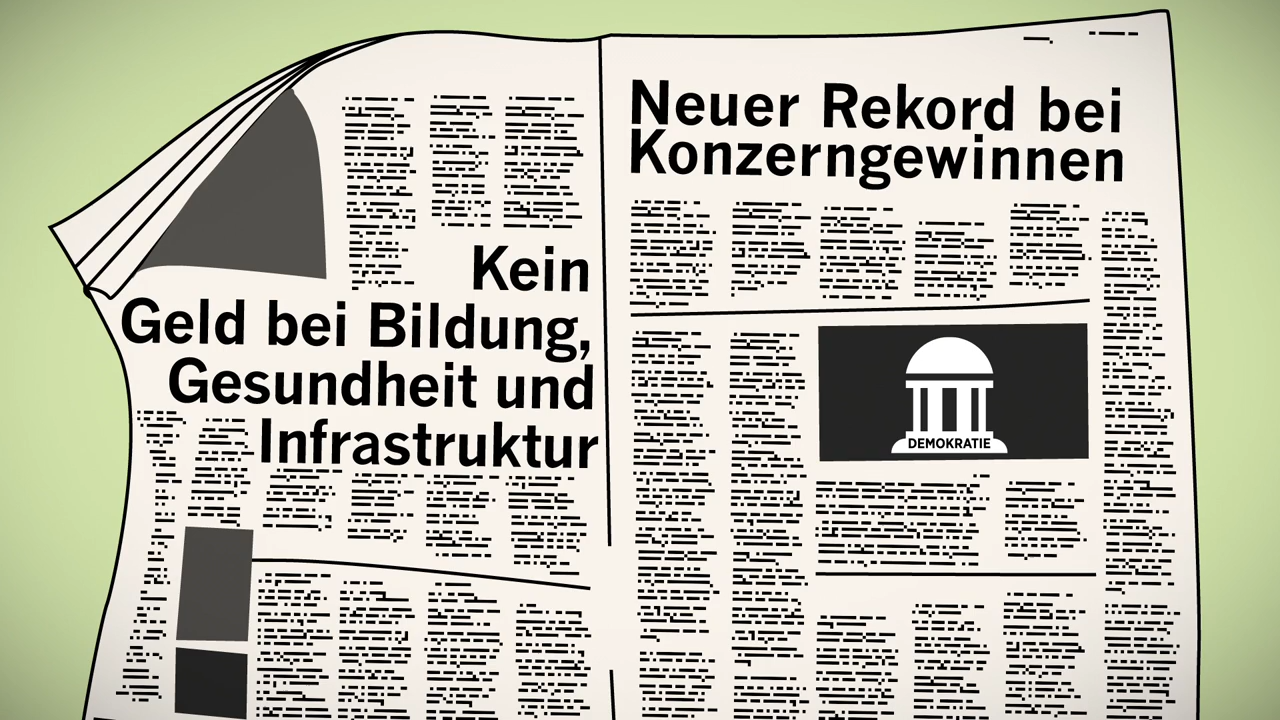 Kein
Geld bei Bildung,
Gesundheit und
Infrastruktur
Neuer Rekord bei
Konzerngewinnen
DEMOKRATIE